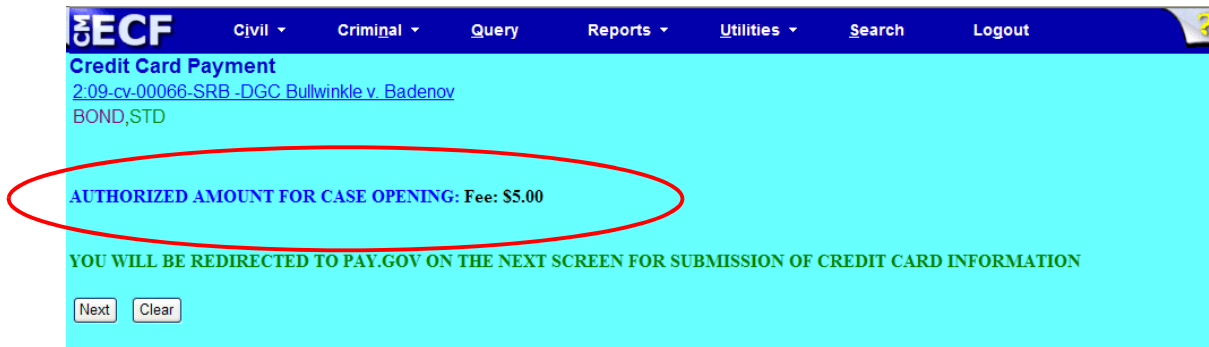 CM ECF Civil Criminal Query Reports Utilities Search Logout ?
Credit Card Payment
2:09-cv-00066-SRB -DGC Bullwinkle v. Badenov
BOND,STD
AUTHORIZED AMOUNT FOR CASE OPENING: Fee: $5.00
YOU WILL BE REDIRECTED TO PAY.GOV ON THE NEXT SCREEN FOR SUBMISSION OF CREDIT CARD INFORMATION
Next Clear